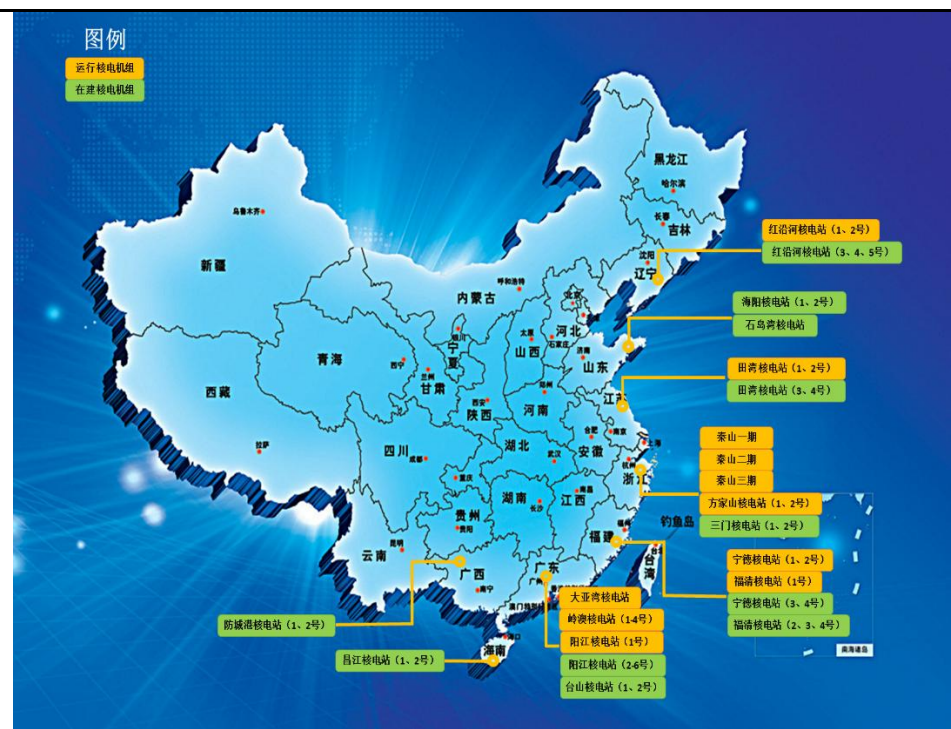 图例
运行核电机组
在建核电机组
黑龙江
哈尔滨
长春
吉林
沈阳
辽宁
乌鲁木齐
新疆
呼和浩特
内蒙古
北京
河北
石家庄
太原
山西
济南
山东
银川
宁夏
西宁
青海
兰州
甘肃
西安
陕西
郑州
河南
江苏
南京
合肥
安徽
上海
杭州
浙江
西藏
拉萨
四川
成都
重庆
湖北
武汉
湖南
长沙
江西
南昌
贵州
贵阳
云南
昆明
福州
福建
钓鱼岛
台湾
广西
南宁
广东
广州
海口
海南
南海诸岛
红沿河核电站（1、2号）
红沿河核电站（3、4、5号）
海阳核电站（1、2号）
石岛湾核电站
田湾核电站（1、2号）
田湾核电站（3、4号）
秦山一期
秦山二期
秦山三期
方家山核电站（1、2号）
三门核电站（1、2号）
宁德核电站（1、2号）
福清核电站（1号）
宁德核电站（3、4号）
福清核电站（2、3、4号）
大亚湾核电站
岭澳核电站（1-4号）
阳江核电站（1号）
阳江核电站（2-6号）
台山核电站（1、2号）
防城港核电站（1、2号）
昌江核电站（1、2号）